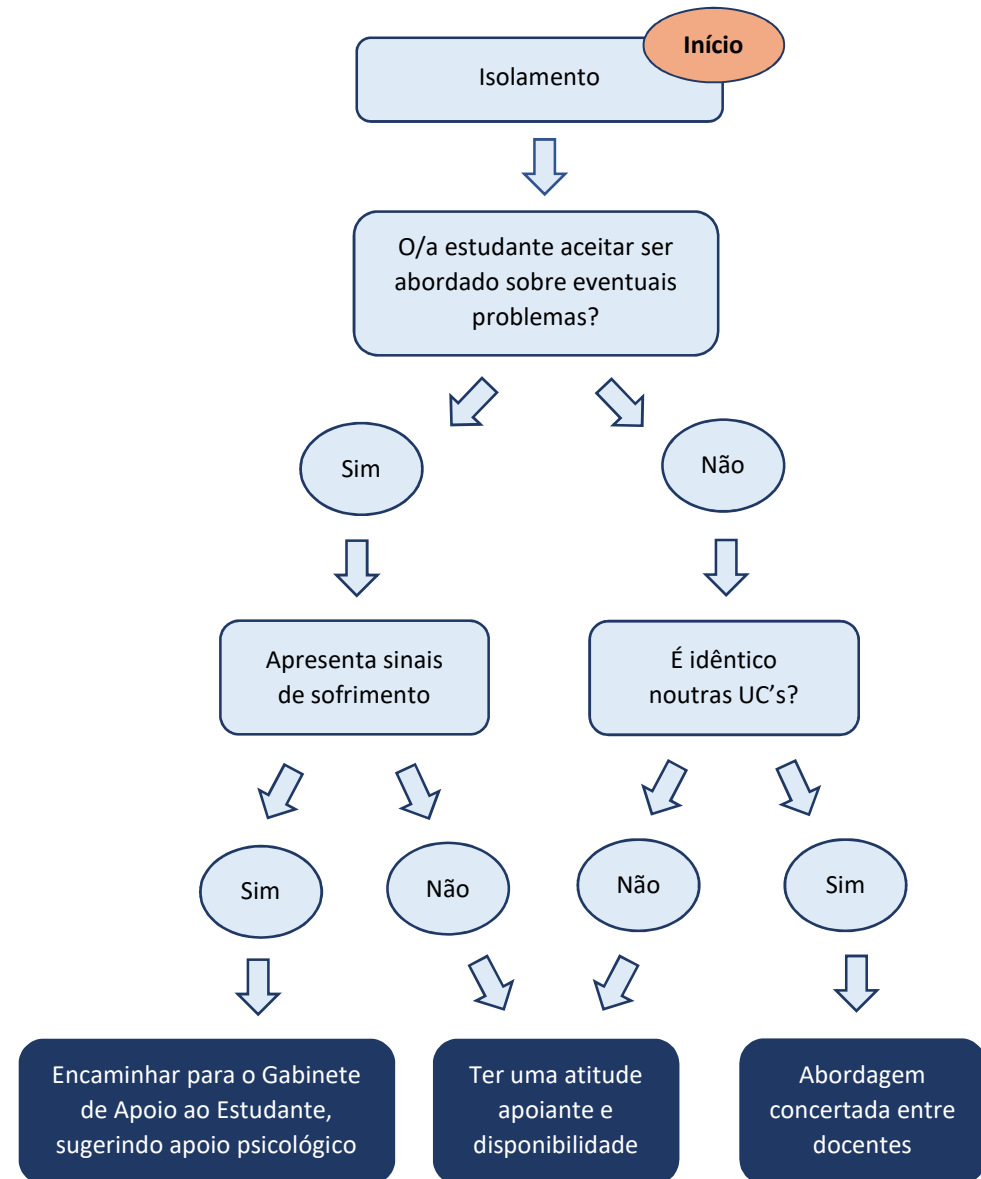 Início
Isolamento
O/a estudante aceitar ser
abordado sobre eventuais
problemas?
Sim
Não
Apresenta sinais
de sofrimento
É idêntico
noutras UC's?
Sim
Não
Não
Sim
Encaminhar para o Gabinete
de Apoio ao Estudante,
sugerindo apoio psicológico
Ter uma atitude
apoiante e
disponibilidade
Abordagem
concertada entre
docentes